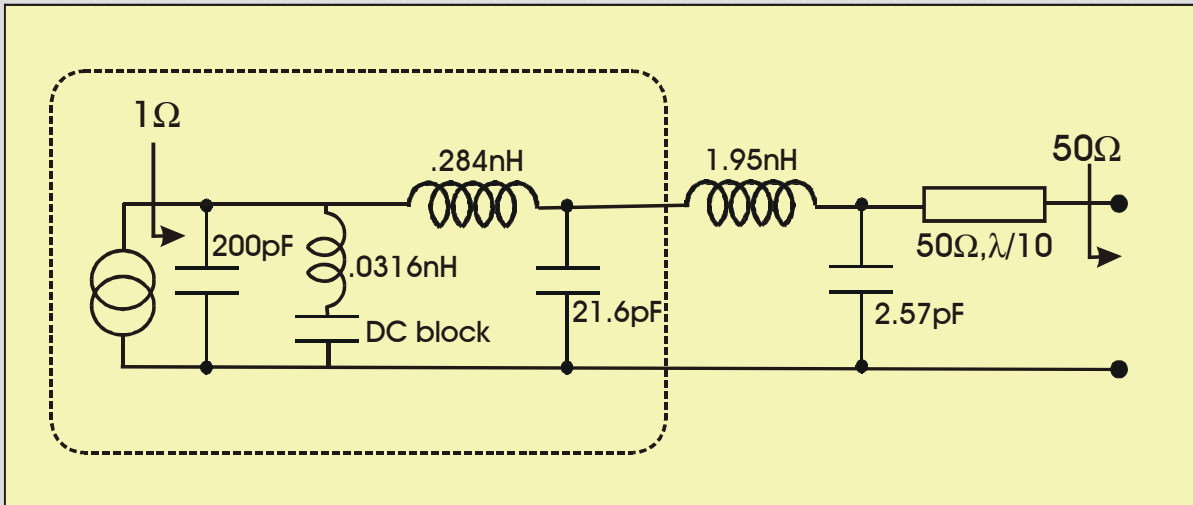 1Ω
.284nH
1.95nH
50Ω
200pF
.0316nH
50Ω,λ/10
21.6pF
2.57pF
DC block